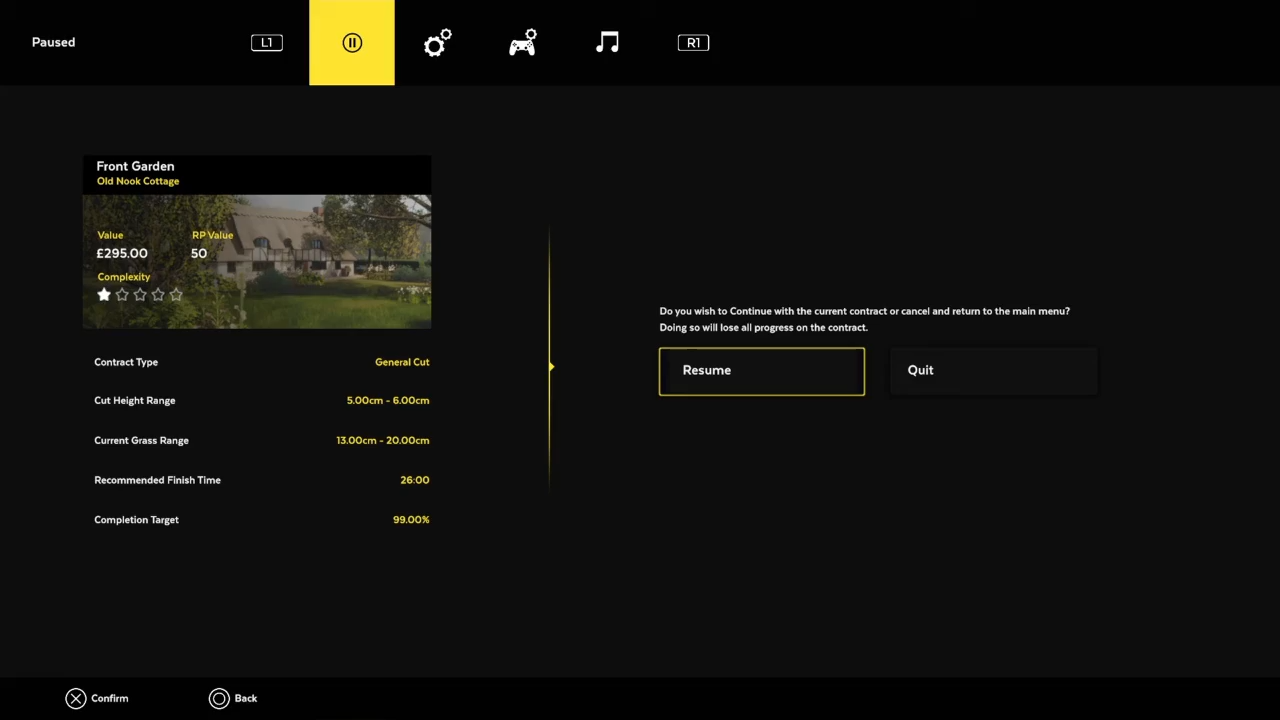 Paused
L1
R1
Front Garden
Old Nook Cottage
Value
RP Value
£295.00
50
Complexity
Contract Type
General Cut
Cut Height Range
5.00cm - 6.00cm
Current Grass Range
13.00cm - 20.00cm
Recommended Finish Time
26:00
Completion Target
99.00%
Do you wish to Continue with the current contract or cancel and return to the main menu?
Doing so will lose all progress on the contract.
Resume
Quit
Confirm
Back